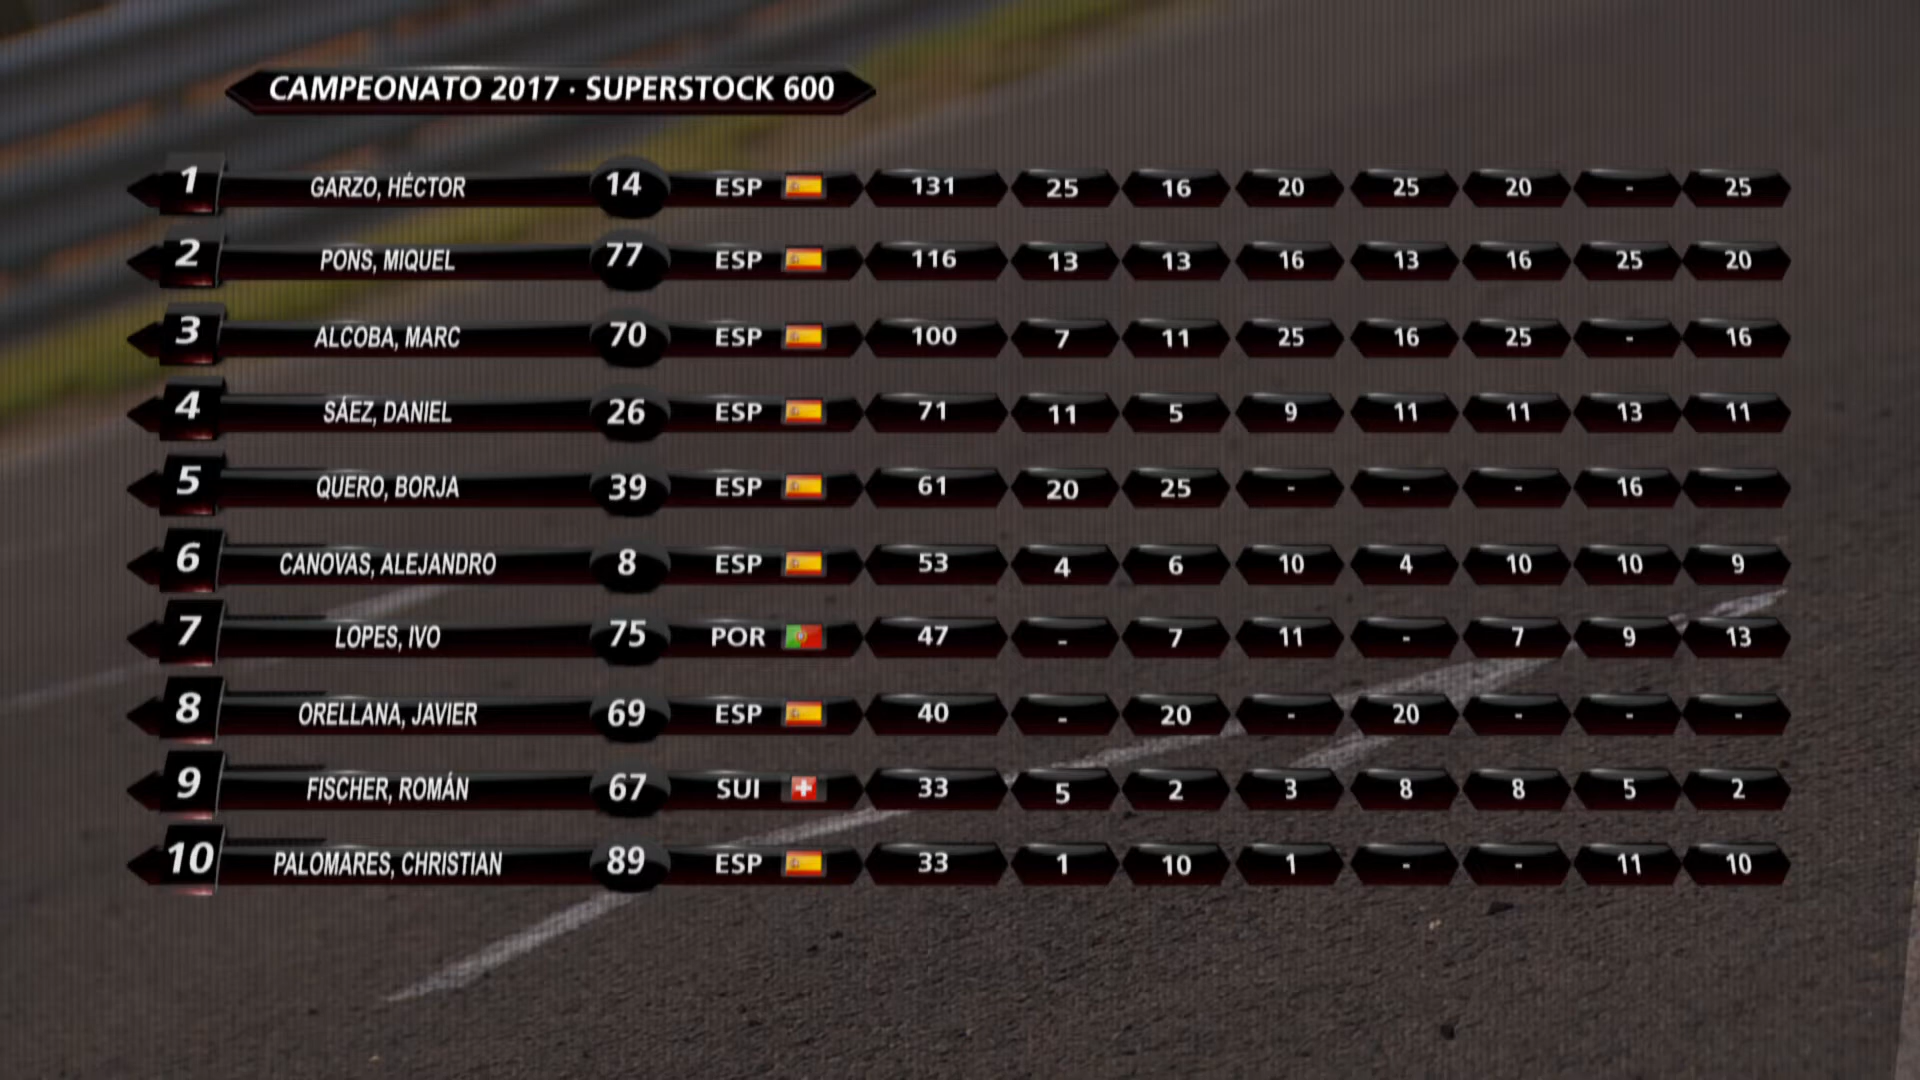 CAMPEONATO 2017 · SUPERSTOCK 600
1 GARZO, HÉCTOR 14 ESP 131 25 16 20 25 20 - 25
2 PONS, MIQUEL 77 ESP 116 13 13 16 13 16 25 20
3 ALCOBA, MARC 70 ESP 100 7 11 25 16 25 - 16
4 SÁEZ, DANIEL 26 ESP 71 11 5 9 11 11 13 11
5 QUERO, BORJA 39 ESP 61 20 25 - - - 16 -
6 CANOVAS, ALEJANDRO 8 ESP 53 4 6 10 4 10 10 9
7 LOPES, IVO 75 POR 47 - 7 11 - 7 9 13
8 ORELLANA, JAVIER 69 ESP 40 - 20 - 20 - - -
9 FISCHER, ROMÁN 67 SUI 33 5 2 3 8 8 5 2
10 PALOMARES, CHRISTIAN 89 ESP 33 1 10 1 - - 11 10